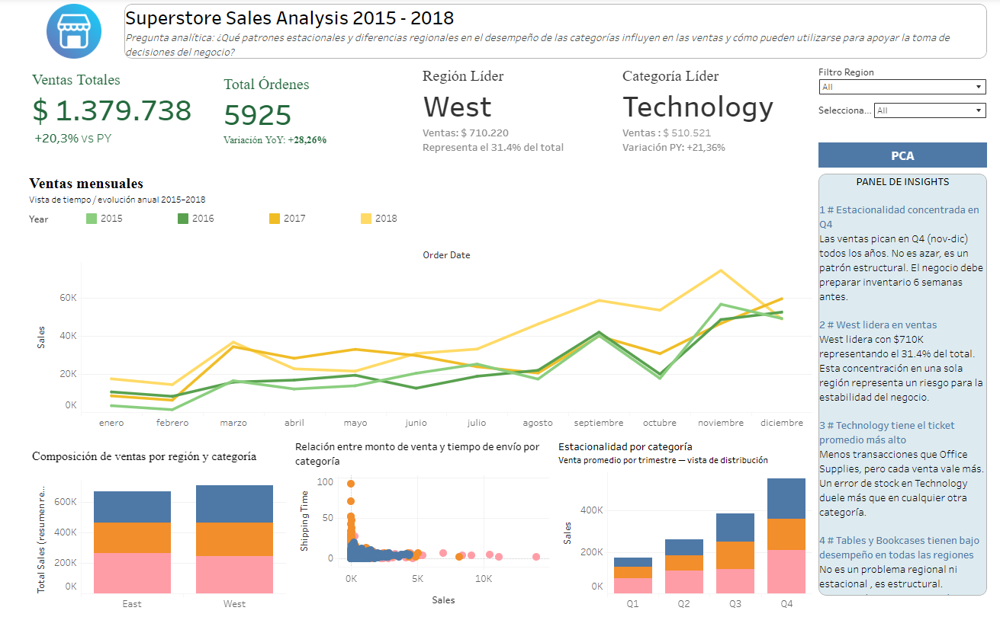 Superstore Sales Analysis 2015 - 2018
Pregunta analítica: ¿Qué patrones estacionales y diferencias regionales en el desempeño de las categorías influyen en las ventas y cómo pueden utilizarse para apoyar la toma de
decisiones del negocio?
Ventas Totales
$ 1.379.738
+20,3% vs PY
Total Órdenes
5925
Variación YoY: +28,26%
Región Líder
West
Ventas: $ 710.220
Representa el 31.4% del total
Categoría Líder
Technology
Ventas : $ 510.521
Variación PY: +21,36%
Filtro Region
All
Selecciona... All
PCA
Ventas mensuales
Vista de tiempo / evolución anual 2015–2018
Year 2015 2016 2017 2018
Order Date
Sales
60K
40K
20K
0K
enero febrero marzo abril mayo junio julio agosto septiembre octubre noviembre diciembre
Composición de ventas por región y categoría
Total Sales (resumen re...
600K
400K
200K
0K
East West
Relación entre monto de venta y tiempo de envío por
categoría
Shipping Time
100
50
0
0K 5K 10K
Sales
Estacionalidad por categoría
Venta promedio por trimestre — vista de distribución
Sales
400K
200K
0K
Q1 Q2 Q3 Q4
PANEL DE INSIGHTS
1 # Estacionalidad concentrada en
Q4
Las ventas pican en Q4 (nov-dic)
todos los años. No es azar, es un
patrón estructural. El negocio debe
preparar inventario 6 semanas
antes.
2 # West lidera en ventas
West lidera con $710K
representando el 31.4% del total.
Esta concentración en una sola
región representa un riesgo para la
estabilidad del negocio.
3 # Technology tiene el ticket
promedio más alto
Menos transacciones que Office
Supplies, pero cada venta vale más.
Un error de stock en Technology
duele más que en cualquier otra
categoría.
4 # Tables y Bookcases tienen bajo
desempeño en todas las regiones
No es un problema regional ni
estacional , es estructural.